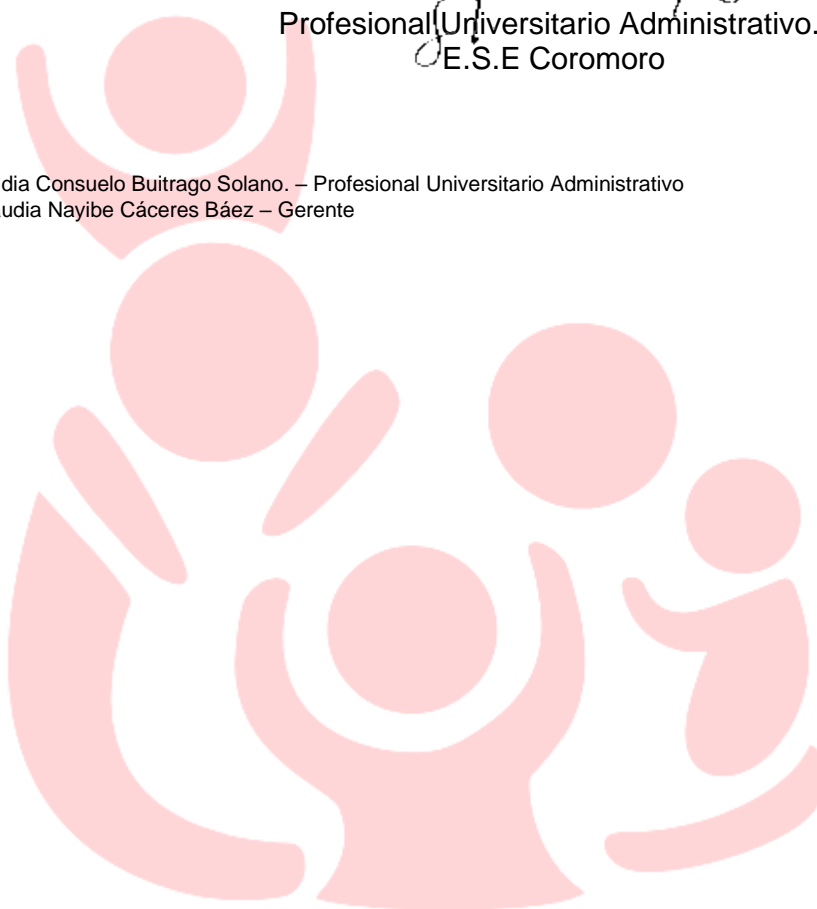 Profesional Universitario Administrativo.
E.S.E Coromoro
dia Consuelo Buitrago Solano. – Profesional Universitario Administrativo
udia Nayibe Cáceres Báez – Gerente